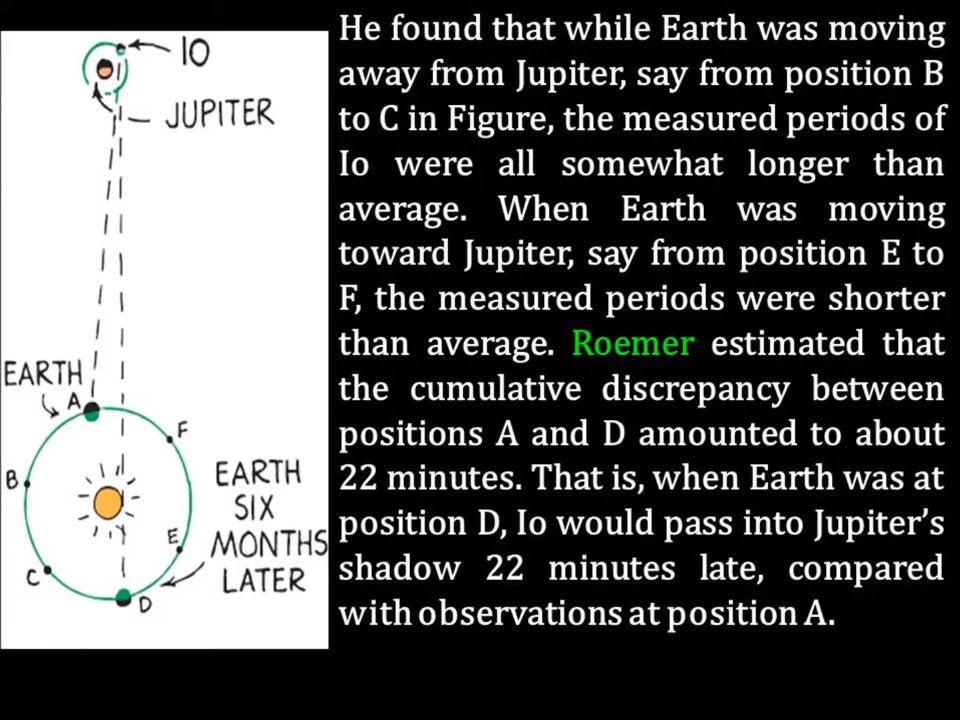 IO
JUPITER
EARTH
A
F
B
EARTH
SIX
MONTHS
LATER
E
C
D
He found that while Earth was moving
away from Jupiter, say from position B
to C in Figure, the measured periods of
Io were all somewhat longer than
average. When Earth was moving
toward Jupiter, say from position E to
F, the measured periods were shorter
than average. Roemer estimated that
the cumulative discrepancy between
positions A and D amounted to about
22 minutes. That is, when Earth was at
position D, Io would pass into Jupiter’s
shadow 22 minutes late, compared
with observations at position A.